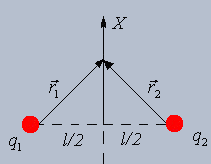 X
r⃗₁ r⃗₂
q₁ l/2 l/2 q₂